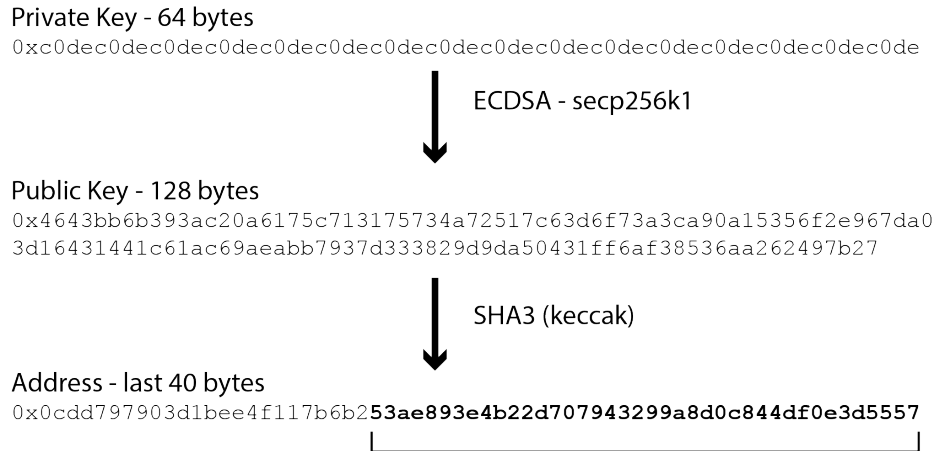 Private Key - 64 bytes
0xc0dec0dec0dec0dec0dec0dec0dec0dec0dec0dec0dec0dec0dec0dec0dec0de
ECDSA - secp256k1
Public Key - 128 bytes
0x4643bb6b393ac20a6175c713175734a72517c63d6f73a3ca90a15356f2e967da0
3d16431441c61ac69aeabb7937d333829d9da50431ff6af38536aa262497b27
SHA3 (keccak)
Address - last 40 bytes
0x0cdd797903d1bee4f117b6b253ae893e4b22d707943299a8d0c844df0e3d5557